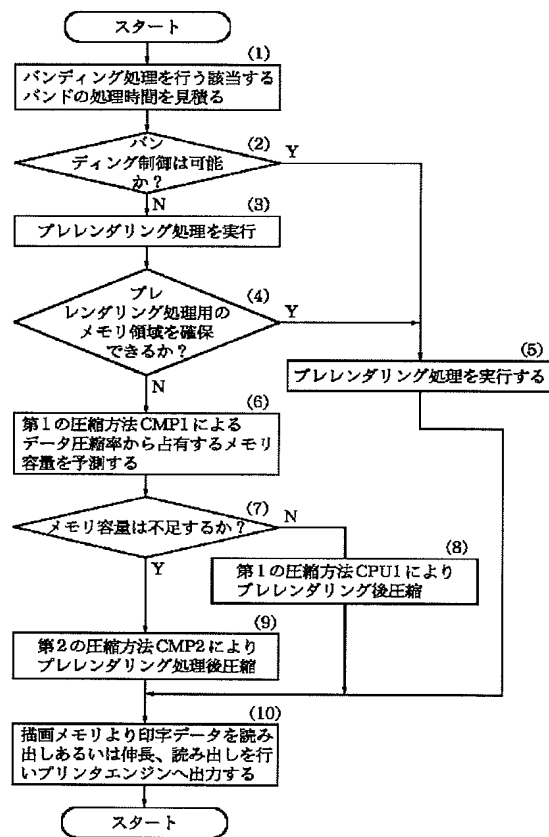 スタート
(1)
バンディング処理を行う該当する
バンドの処理時間を見積る
(2)
バン
ディング制御は可能
か？
Y
N
(3)
プレレンダリング処理を実行
(4)
プレ
レンダリング処理用の
メモリ領域を確保
できるか？
Y
N
(5)
プレレンダリング処理を実行する
(6)
第1の圧縮方法CMP1による
データ圧縮率から占有するメモリ
容量を予測する
(7)
メモリ容量は不足するか？
N
Y
(8)
第1の圧縮方法CPU1により
プレレンダリング後圧縮
(9)
第2の圧縮方法CMP2により
プレレンダリング処理後圧縮
(10)
描画メモリより印字データを読み
出しあるいは伸長、読み出しを行
いプリンタエンジンへ出力する
スタート